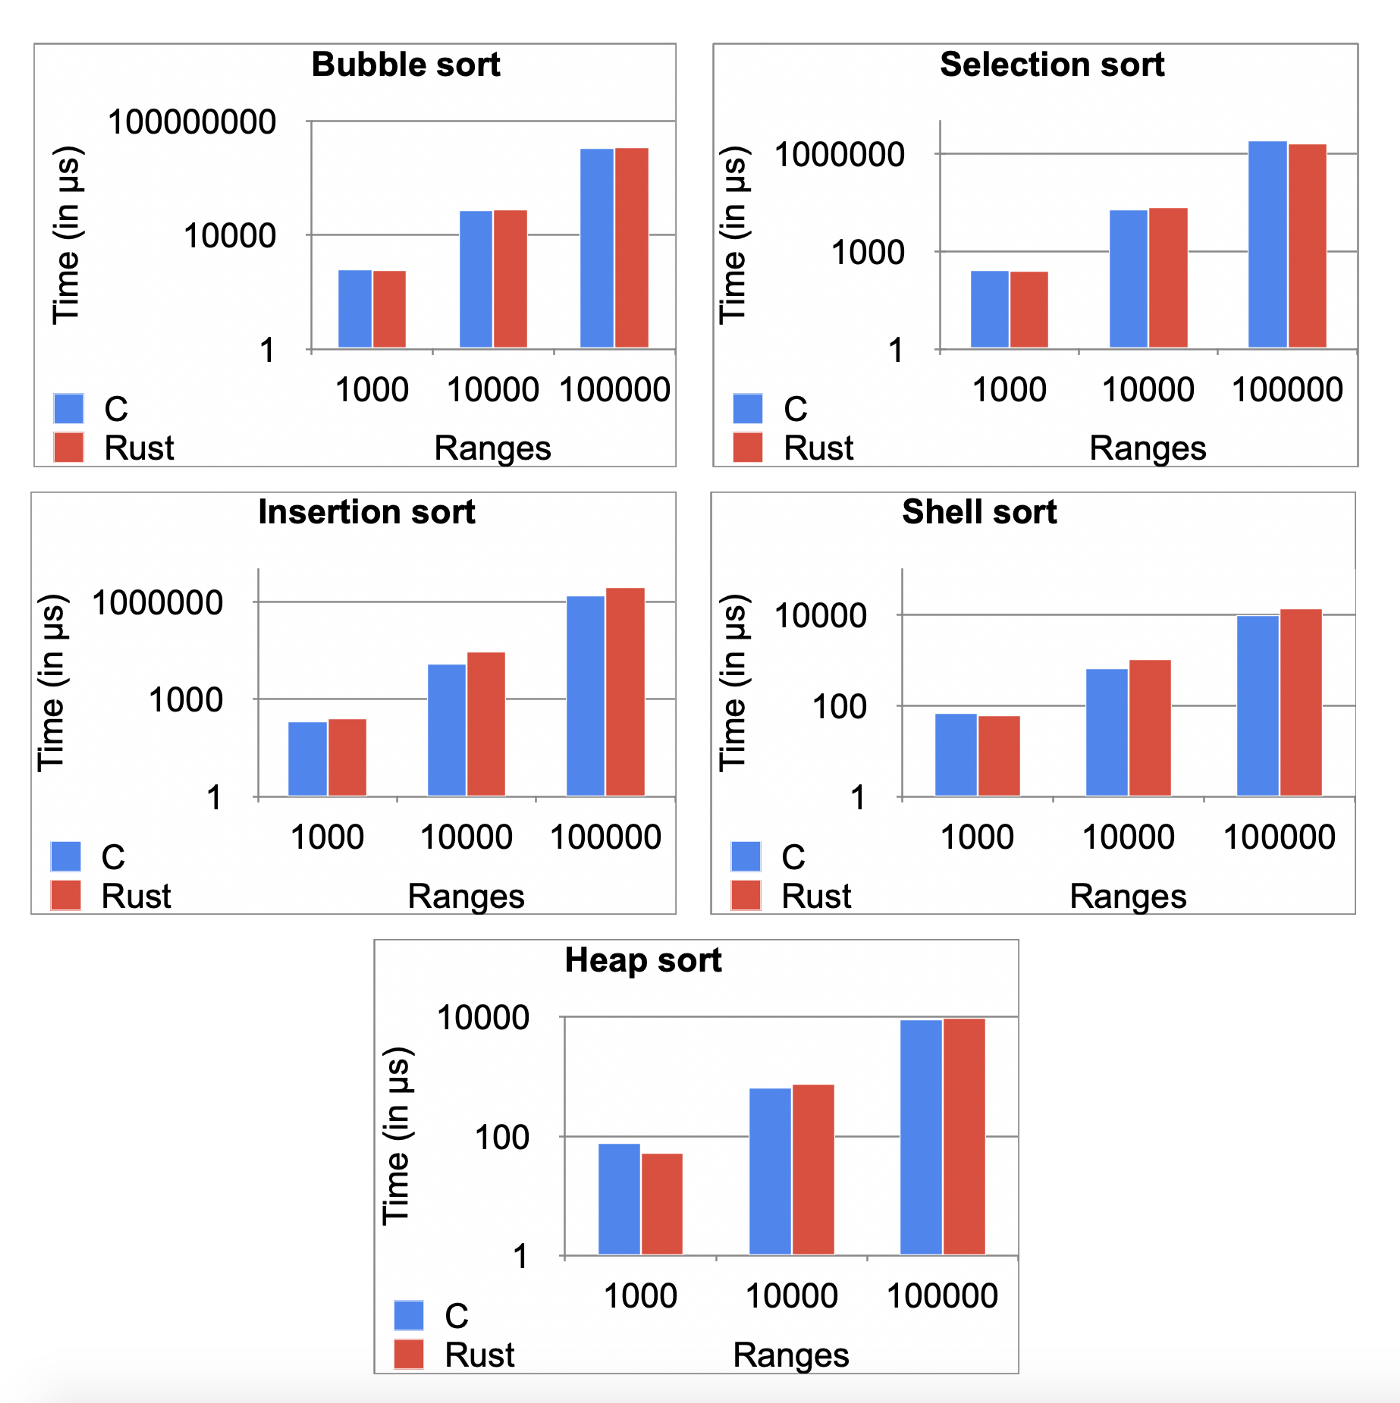 Bubble sort
Time (in μs)
100000000
10000
1
1000 10000 100000
C
Rust
Ranges
Selection sort
Time (in μs)
1000000
1000
1
1000 10000 100000
C
Rust
Ranges
Insertion sort
Time (in μs)
1000000
1000
1
1000 10000 100000
C
Rust
Ranges
Shell sort
Time (in μs)
10000
100
1
1000 10000 100000
C
Rust
Ranges
Heap sort
Time (in μs)
10000
100
1
1000 10000 100000
C
Rust
Ranges